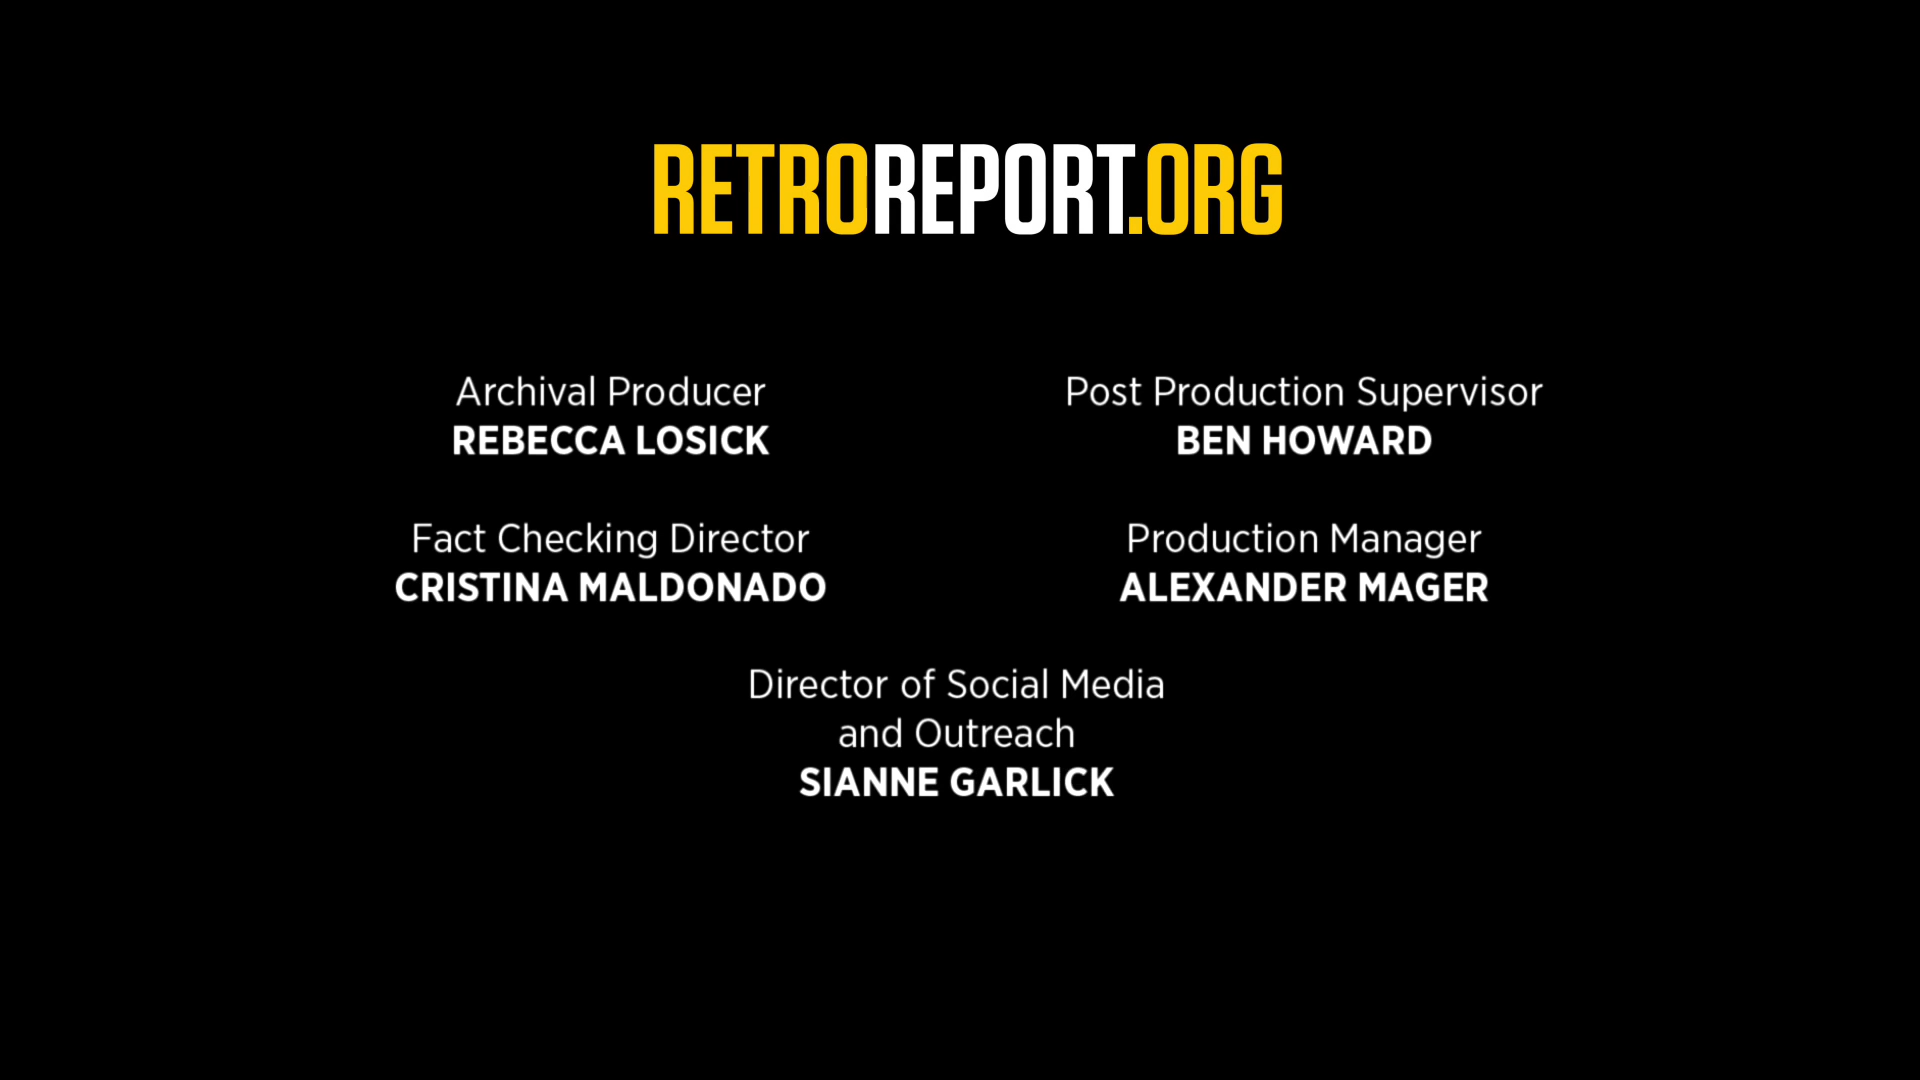 RETROREPORT.ORG
Archival Producer
REBECCA LOSICK
Post Production Supervisor
BEN HOWARD
Fact Checking Director
CRISTINA MALDONADO
Production Manager
ALEXANDER MAGER
Director of Social Media
and Outreach
SIANNE GARLICK